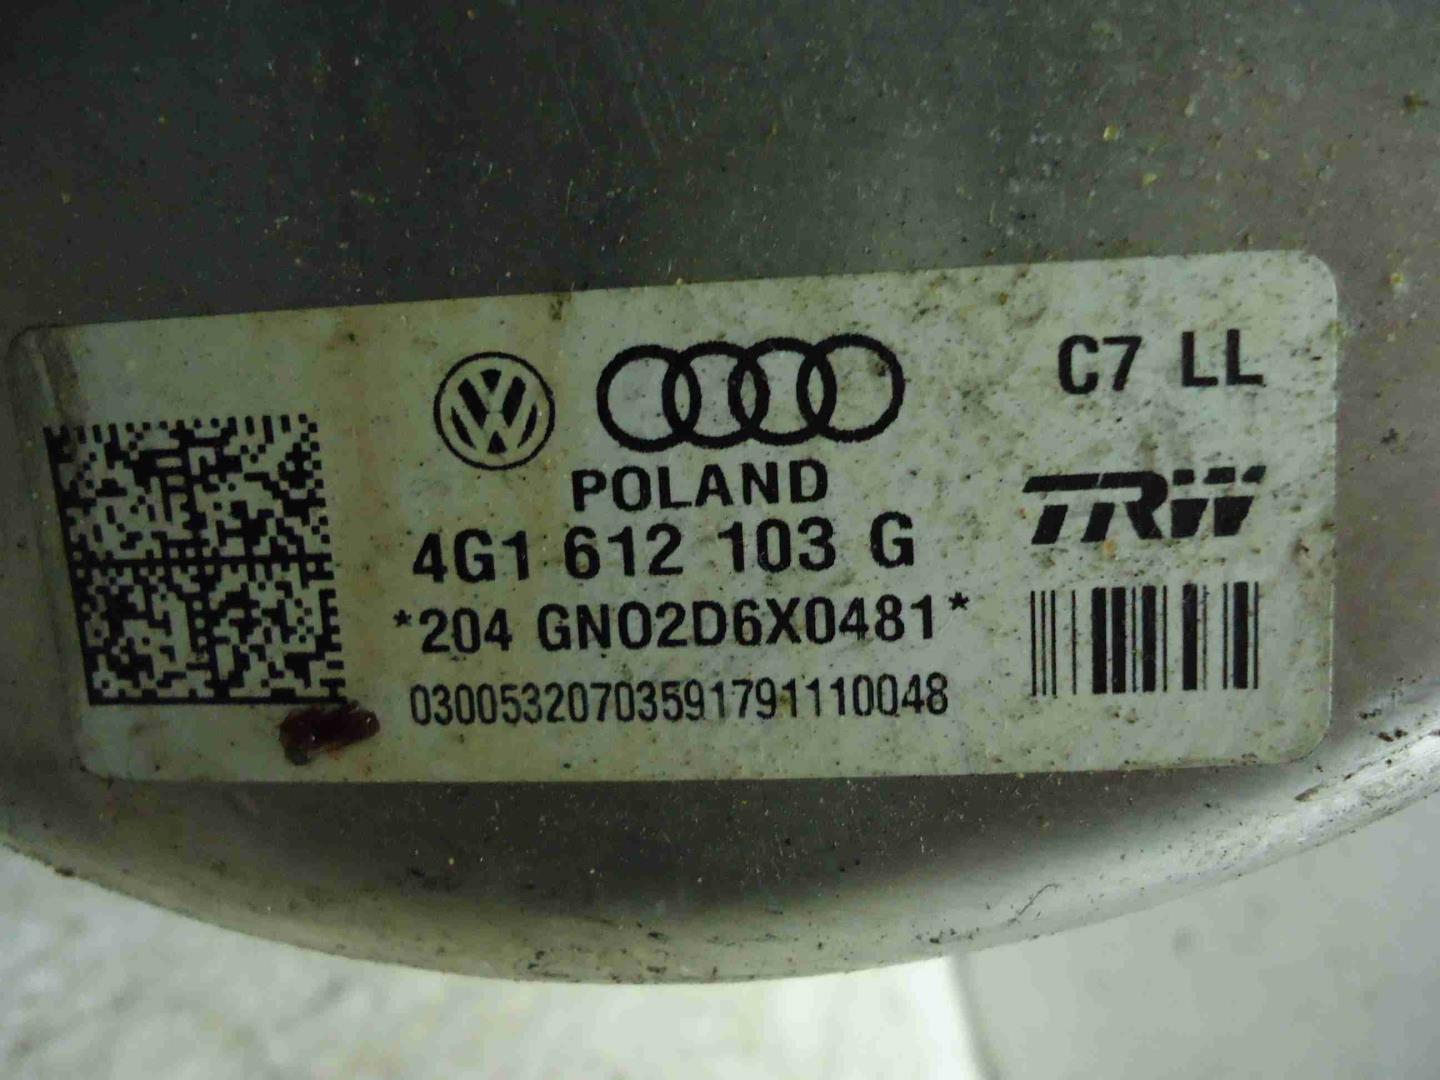 C7 LL
POLAND
TRW
4G1 612 103 G
*204 GN02D6X0481*
03005320703591791110048